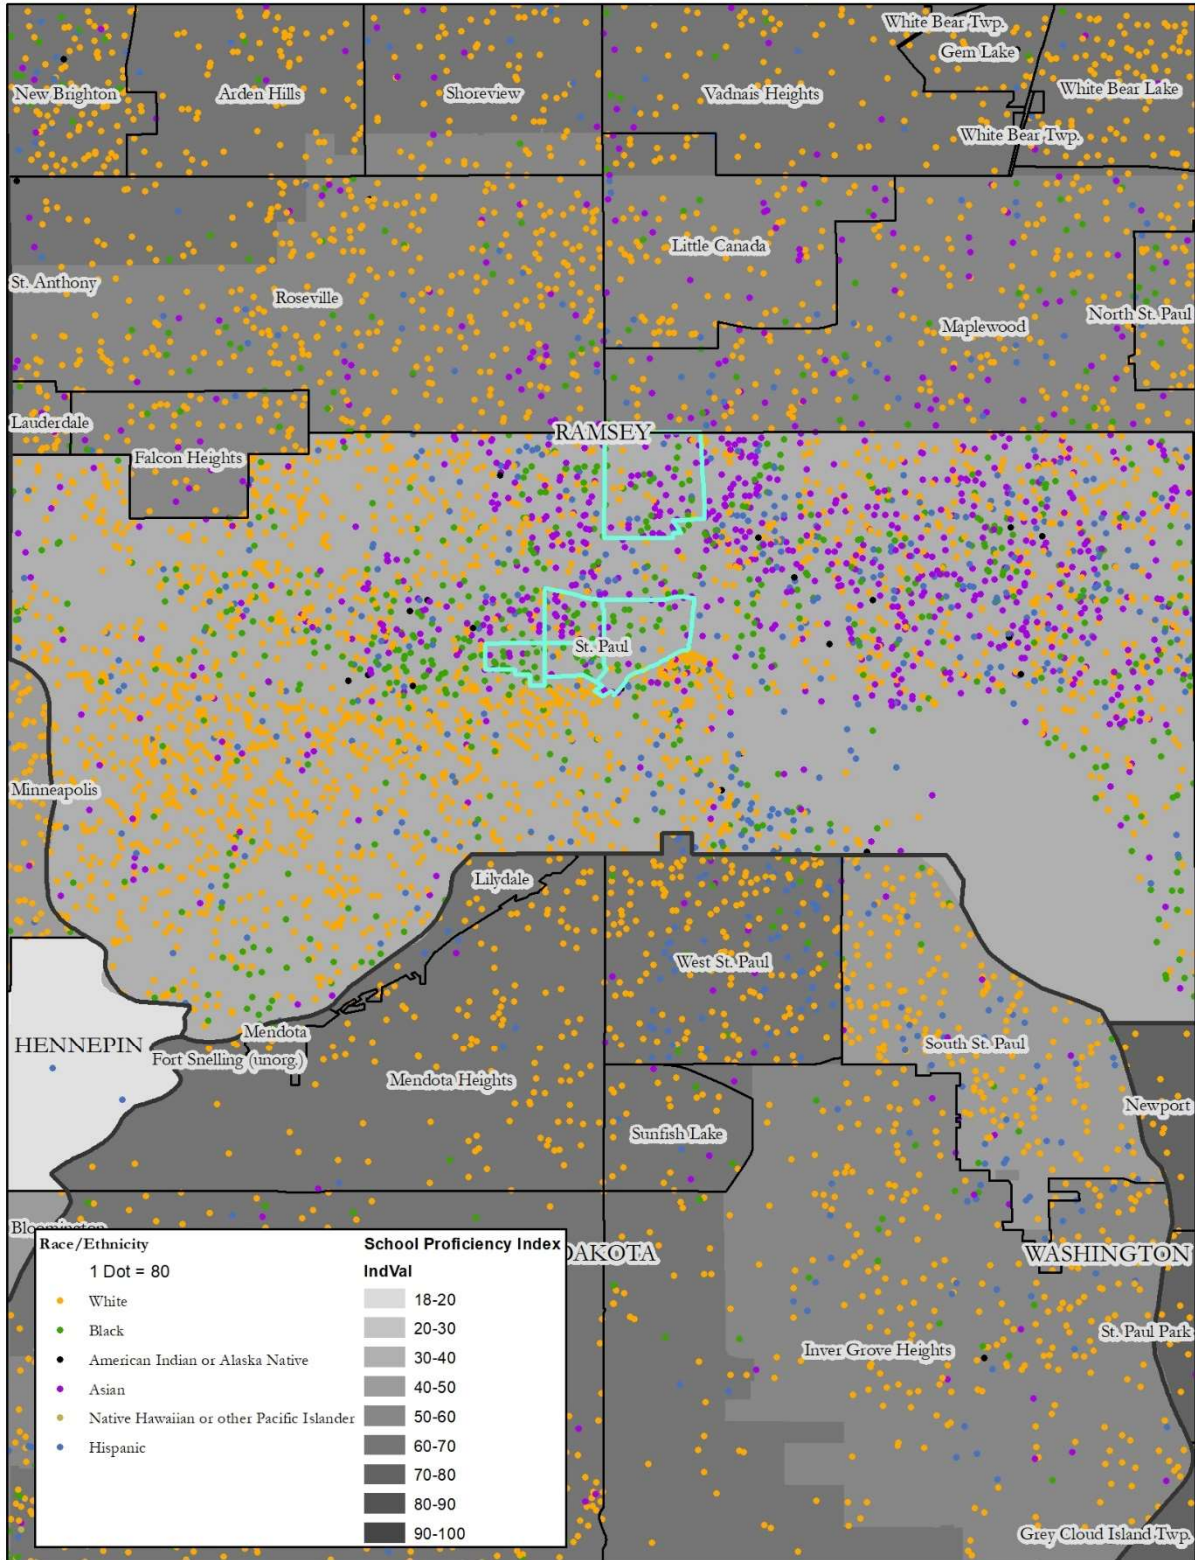 White Bear Twp.
Gem Lake
New Brighton
Arden Hills
Shoreview
Vadnais Heights
White Bear Lake
White Bear Twp.
Little Canada
St. Anthony
Roseville
Maplewood
North St. Paul
Lauderdale
RAMSEY
Falcon Heights
St. Paul
Minneapolis
Lilydale
West St. Paul
Mendota
HENNEPIN
Fort Snelling (unorg.)
South St. Paul
Mendota Heights
Newport
Sunfish Lake
Bloomington
DAKOTA
WASHINGTON
St. Paul Park
Inver Grove Heights
Grey Cloud Island Twp.
Race/Ethnicity
1 Dot = 80
White
Black
American Indian or Alaska Native
Asian
Native Hawaiian or other Pacific Islander
Hispanic
School Proficiency Index
IndVal
18-20
20-30
30-40
40-50
50-60
60-70
70-80
80-90
90-100